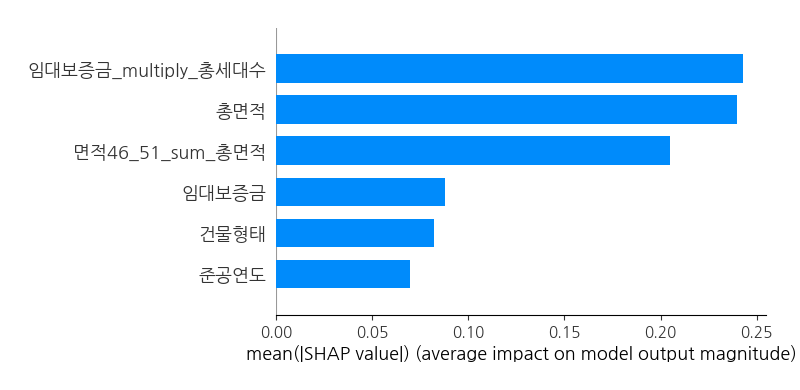 임대보증금_multiply_총세대수
총면적
면적46_51_sum_총면적
임대보증금
건물형태
준공연도
0.00 0.05 0.10 0.15 0.20 0.25
mean(|SHAP value|) (average impact on model output magnitude)